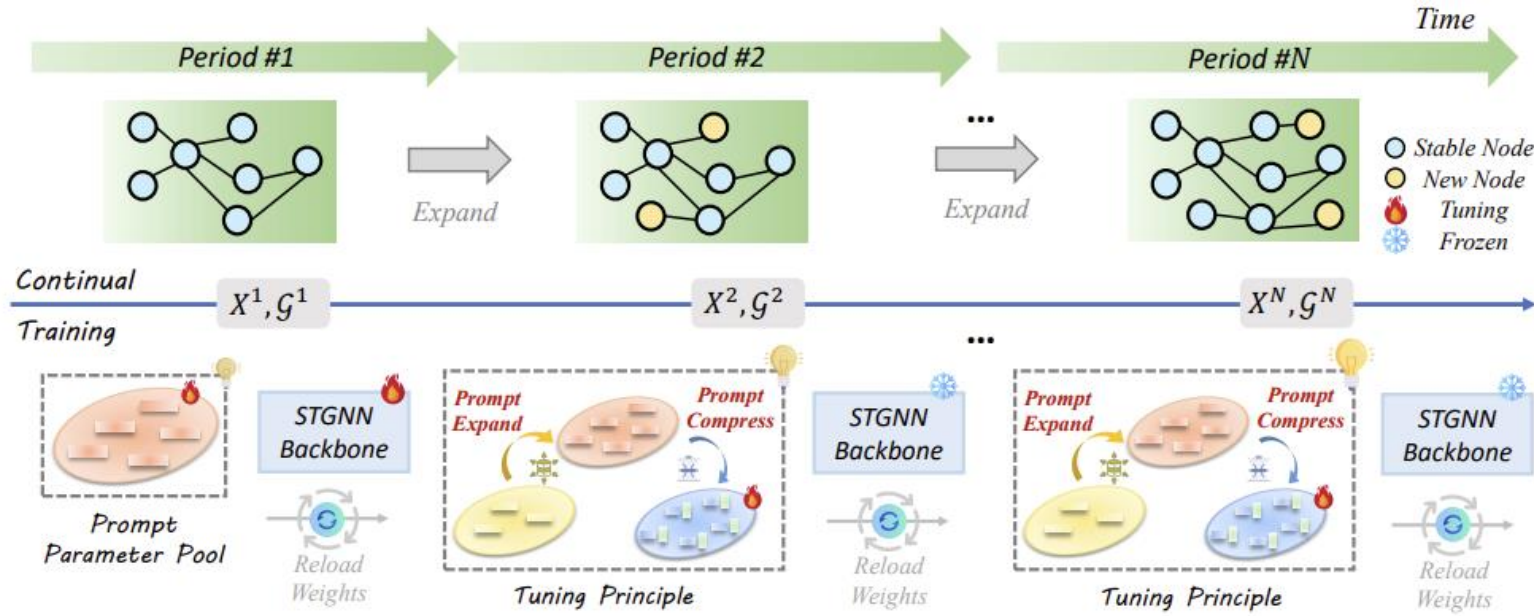 Time
Period #1
Period #2
Period #N
...
Expand
Expand
Stable Node
New Node
Tuning
Frozen
Continual
X¹, 𝒢¹
X², 𝒢²
Xᴺ, 𝒢ᴺ
Training
...
Prompt
Expand
Prompt
Compress
Prompt
Expand
Prompt
Compress
STGNN
Backbone
STGNN
Backbone
STGNN
Backbone
Prompt
Parameter Pool
Reload
Weights
Tuning Principle
Reload
Weights
Tuning Principle
Reload
Weights